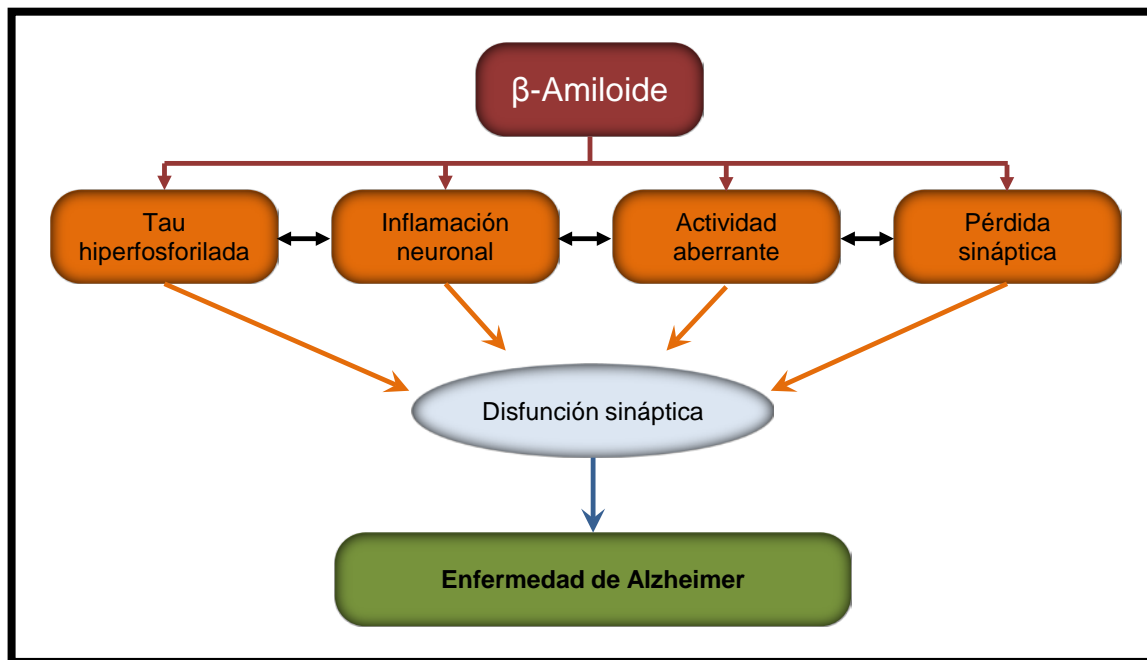 β-Amiloide
Tau
hiperfosforilada
Inflamación
neuronal
Actividad
aberrante
Pérdida
sináptica
Disfunción sináptica
Enfermedad de Alzheimer